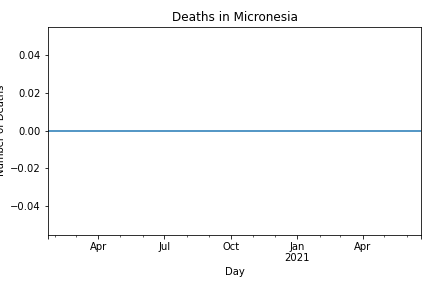 Deaths in Micronesia
Number of Deaths
0.04
0.02
0.00
−0.02
−0.04
Apr
Jul
Oct
Jan
2021
Apr
Day